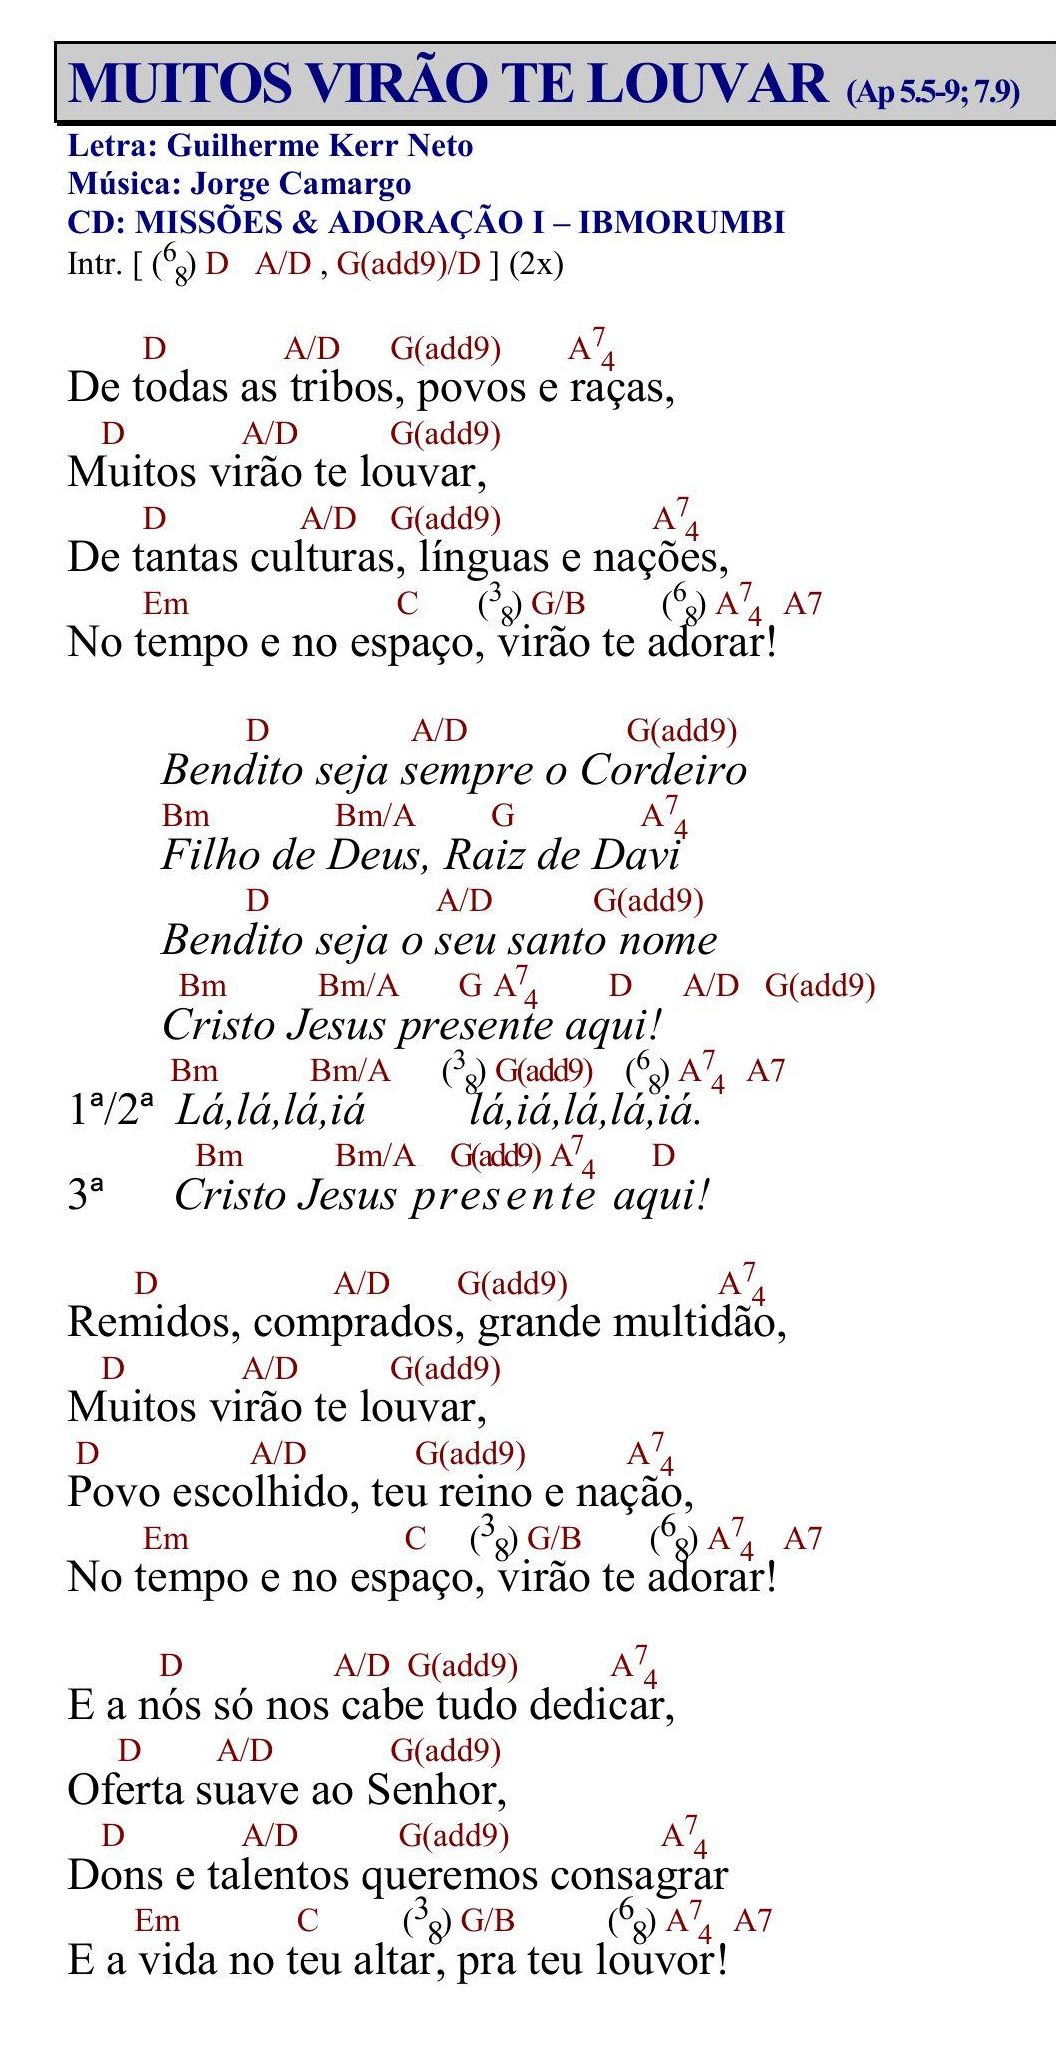 MUITOS VIRÃO TE LOUVAR (Ap 5.5-9; 7.9)
Letra: Guilherme Kerr Neto
Música: Jorge Camargo
CD: MISSÕES & ADORAÇÃO I – IBMORUMBI
Intr. [ (6/8) D A/D , G(add9)/D ] (2x)
D A/D G(add9) A7/4
De todas as tribos, povos e raças,
D A/D G(add9)
Muitos virão te louvar,
D A/D G(add9) A7/4
De tantas culturas, línguas e nações,
Em C (3/8) G/B (6/8) A7/4 A7
No tempo e no espaço, virão te adorar!
D A/D G(add9)
Bendito seja sempre o Cordeiro
Bm Bm/A G A7/4
Filho de Deus, Raiz de Davi
D A/D G(add9)
Bendito seja o seu santo nome
Bm Bm/A G A7/4 D A/D G(add9)
Cristo Jesus presente aqui!
Bm Bm/A (3/8) G(add9) (6/8) A7/4 A7
1ª/2ª Lá,lá,lá,iá lá,iá,lá,lá,iá.
Bm Bm/A G(add9) A7/4 D
3ª Cristo Jesus presente aqui!
D A/D G(add9) A7/4
Remidos, comprados, grande multidão,
D A/D G(add9)
Muitos virão te louvar,
D A/D G(add9) A7/4
Povo escolhido, teu reino e nação,
Em C (3/8) G/B (6/8) A7/4 A7
No tempo e no espaço, virão te adorar!
D A/D G(add9) A7/4
E a nós só nos cabe tudo dedicar,
D A/D G(add9)
Oferta suave ao Senhor,
D A/D G(add9) A7/4
Dons e talentos queremos consagrar
Em C (3/8) G/B (6/8) A7/4 A7
E a vida no teu altar, pra teu louvor!